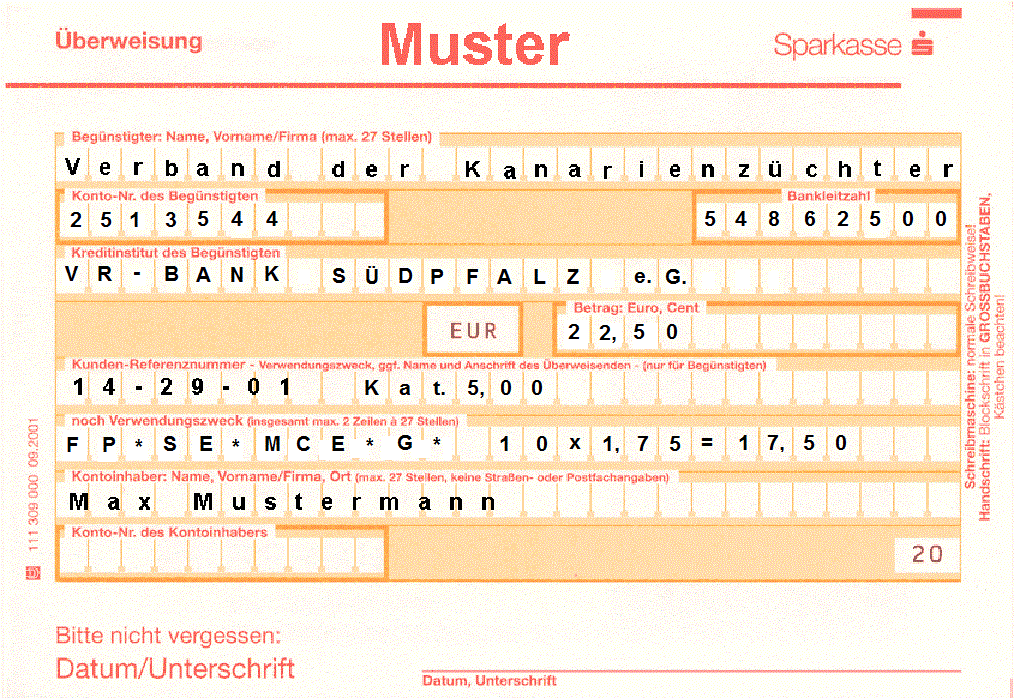 Überweisung
Muster
Sparkasse
Begünstigter: Name, Vorname/Firma (max. 27 Stellen)
Verband der Kanarienzüchter
Konto-Nr. des Begünstigten
Bankleitzahl
2513544
54862500
Kreditinstitut des Begünstigten
VR-BANK SÜDPFALZ e.G.
Betrag: Euro, Cent
EUR
22,50
Kunden-Referenznummer - Verwendungszweck, ggf. Name und Anschrift des Überweisenden - (nur für Begünstigten)
14-29-01 Kat. 5,00
noch Verwendungszweck (insgesamt max. 2 Zeilen à 27 Stellen)
FP*SE*MCE*G* 10x1,75=17,50
Kontoinhaber: Name, Vorname/Firma, Ort (max. 27 Stellen, keine Straßen- oder Postfachangaben)
Max Mustermann
Konto-Nr. des Kontoinhabers
20
Bitte nicht vergessen:
Datum/Unterschrift
Datum, Unterschrift
111 309 000 09.2001
Schreibmaschine: normale Schreibweise!
Handschrift: Blockschrift in GROSSBUCHSTABEN,
Kästchen beachten!